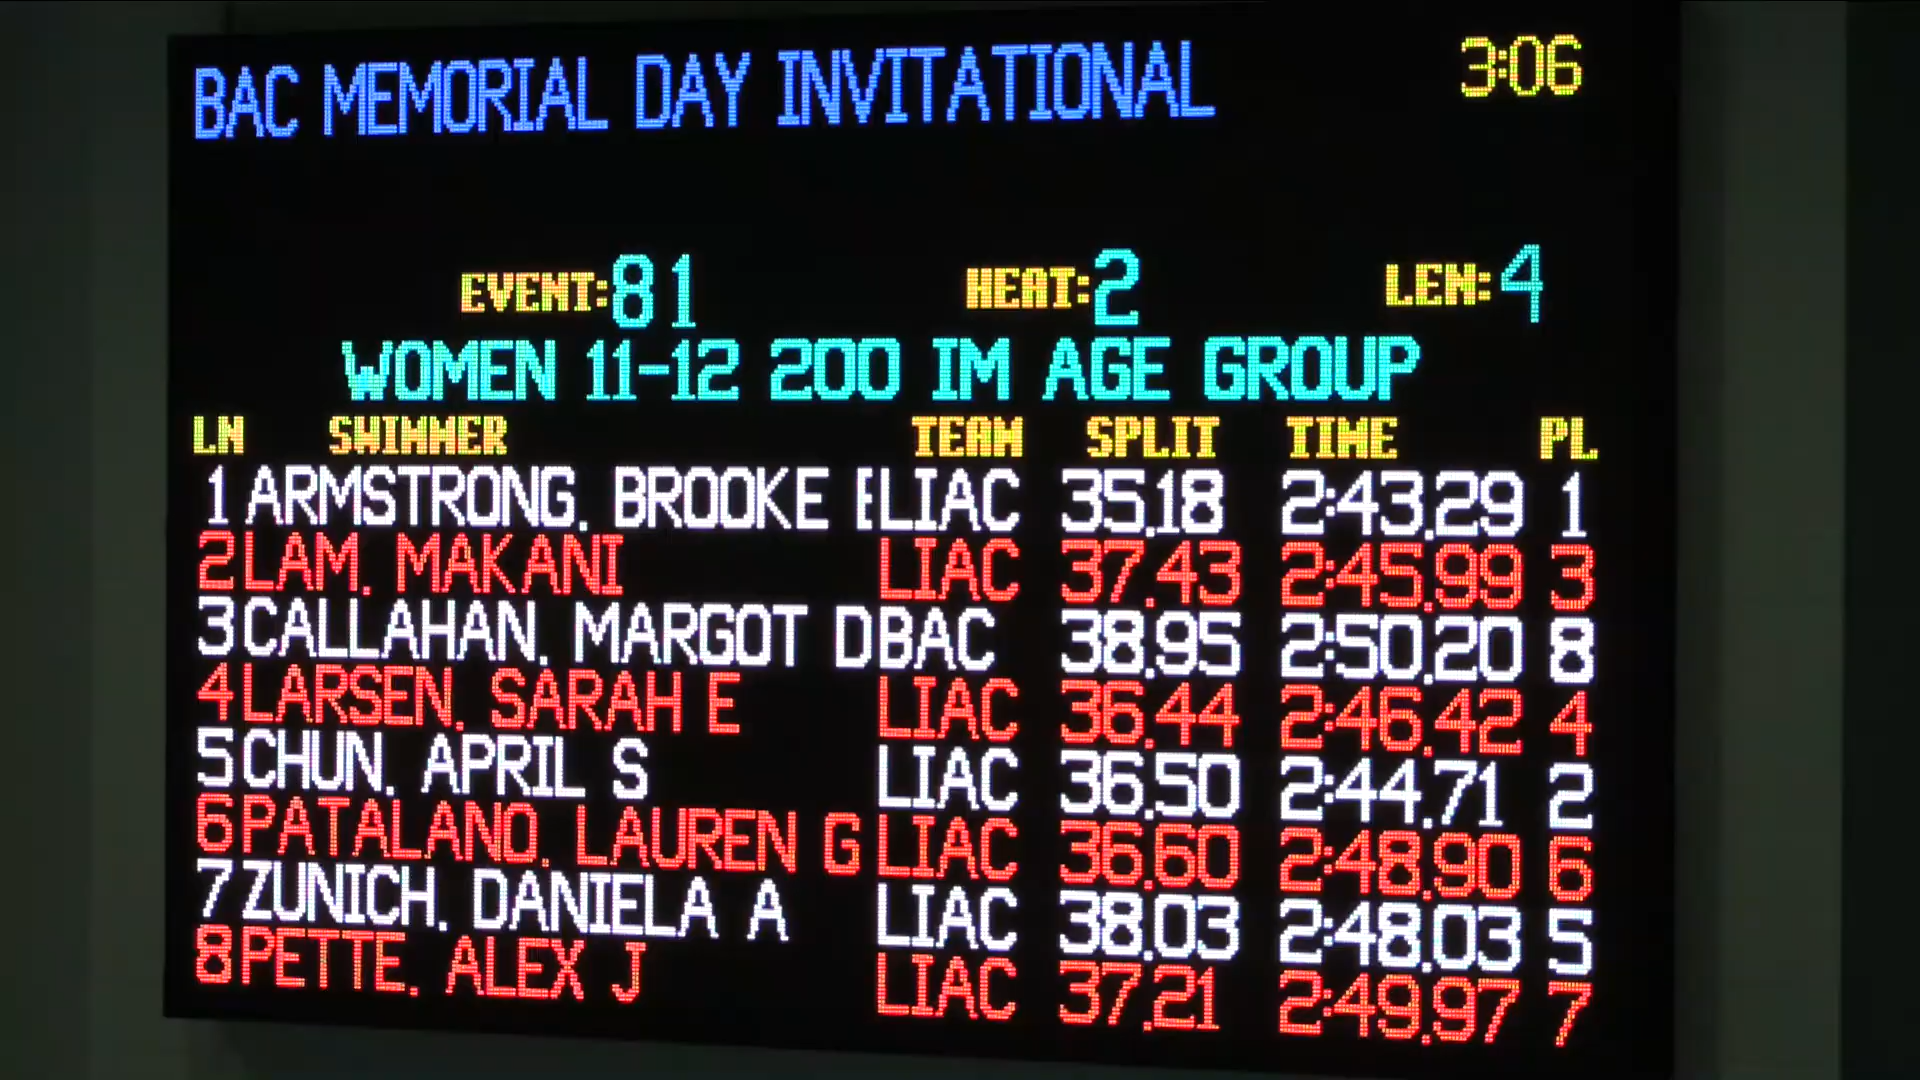 BAC MEMORIAL DAY INVITATIONAL 3:06
EVENT:81 HEAT:2 LEN:4
WOMEN 11-12 200 IM AGE GROUP
LN SWIMMER TEAM SPLIT TIME PL
1 ARMSTRONG, BROOKE LIAC 35.18 2:43.29 1
2 LAM, MAKANI LIAC 37.43 2:45.99 3
3 CALLAHAN, MARGOT D BAC 38.95 2:50.20 8
4 LARSEN, SARAH E LIAC 36.44 2:46.42 4
5 CHUN, APRIL S LIAC 36.50 2:44.71 2
6 PATALANO, LAUREN G LIAC 36.60 2:48.90 6
7 ZUNICH, DANIELA A LIAC 38.03 2:48.03 5
8 PETTE, ALEX J LIAC 37.21 2:49.97 7